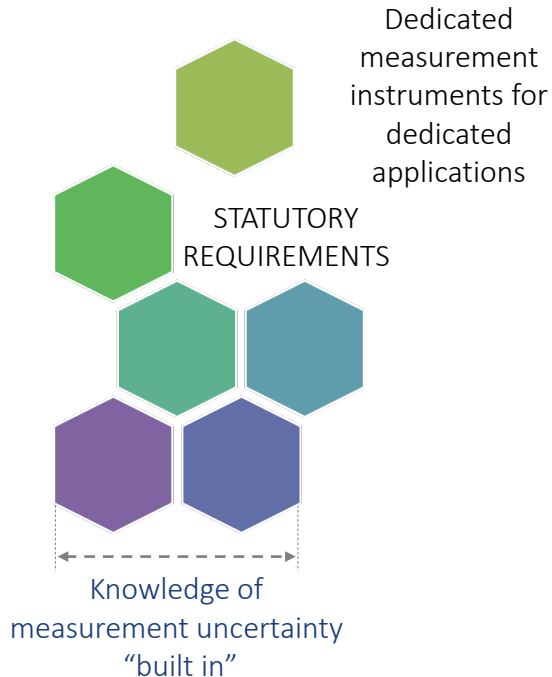 Dedicated
measurement
instruments for
dedicated
applications
STATUTORY
REQUIREMENTS
Knowledge of
measurement uncertainty
“built in”